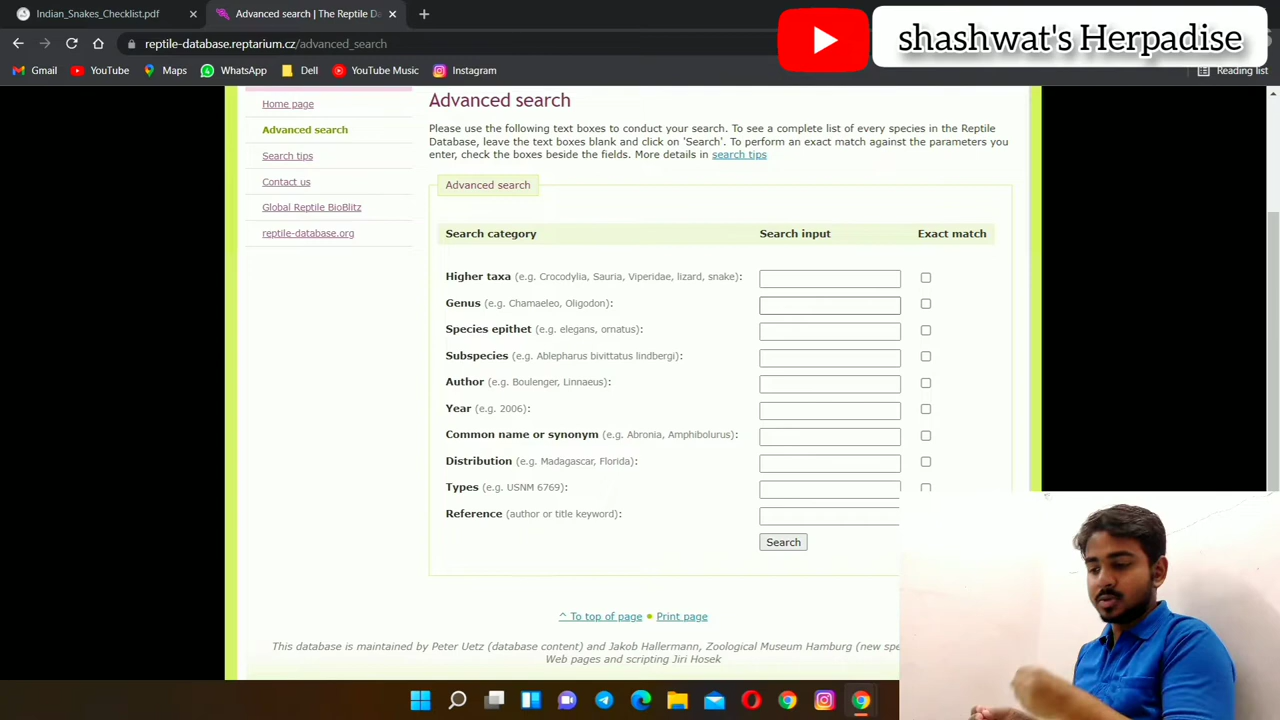 Indian_Snakes_Checklist.pdf
Advanced search | The Reptile Da
reptile-database.reptarium.cz/advanced_search
shashwat's Herpadise
Gmail YouTube Maps WhatsApp Dell YouTube Music Instagram Reading list
Home page
Advanced search
Search tips
Contact us
Global Reptile BioBlitz
reptile-database.org
Advanced search
Please use the following text boxes to conduct your search. To see a complete list of every species in the Reptile
Database, leave the text boxes blank and click on 'Search'. To perform an exact match against the parameters you
enter, check the boxes beside the fields. More details in search tips
Advanced search
Search category Search input Exact match
Higher taxa (e.g. Crocodylia, Sauria, Viperidae, lizard, snake):
Genus (e.g. Chamaeleo, Oligodon):
Species epithet (e.g. elegans, ornatus):
Subspecies (e.g. Ablepharus bivittatus lindbergi):
Author (e.g. Boulenger, Linnaeus):
Year (e.g. 2006):
Common name or synonym (e.g. Abronia, Amphibolurus):
Distribution (e.g. Madagascar, Florida):
Types (e.g. USNM 6769):
Reference (author or title keyword):
Search
^ To top of page Print page
This database is maintained by Peter Uetz (database content) and Jakob Hallermann, Zoological Museum Hamburg (new spe
Web pages and scripting Jiri Hosek